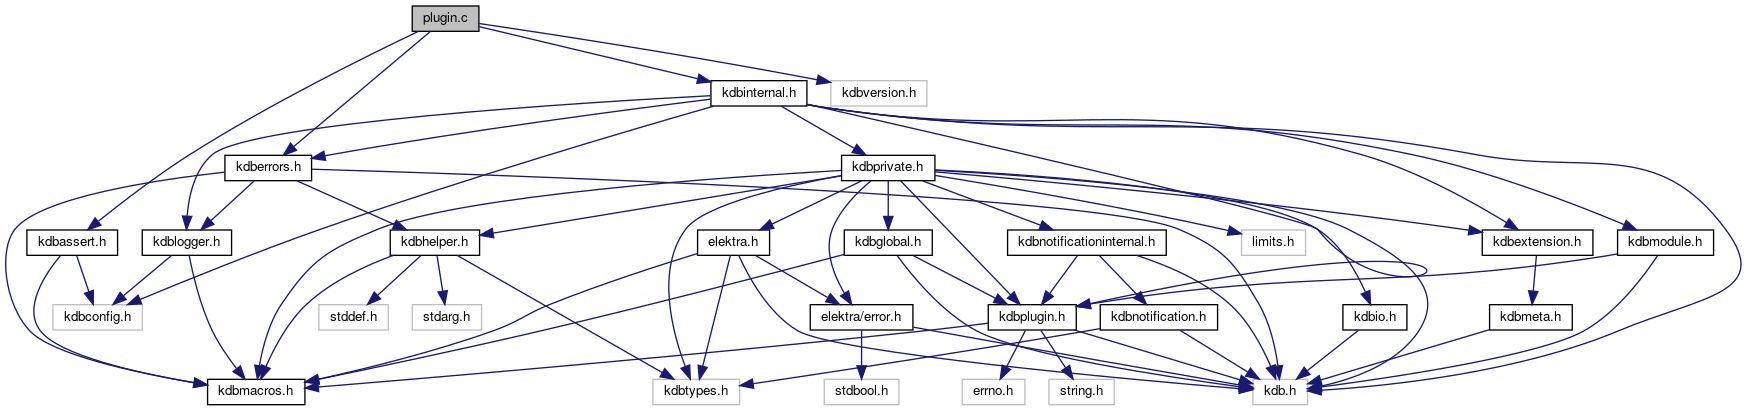 plugin.c
kdbinternal.h
kdbversion.h
kdberrors.h
kdbprivate.h
kdbassert.h
kdblogger.h
kdbhelper.h
elektra.h
kdbglobal.h
kdbnotificationinternal.h
limits.h
kdbextension.h
kdbmodule.h
kdbconfig.h
stddef.h
stdarg.h
elektra/error.h
kdbplugin.h
kdbnotification.h
kdbio.h
kdbmeta.h
kdbmacros.h
kdbtypes.h
stdbool.h
errno.h
string.h
kdb.h